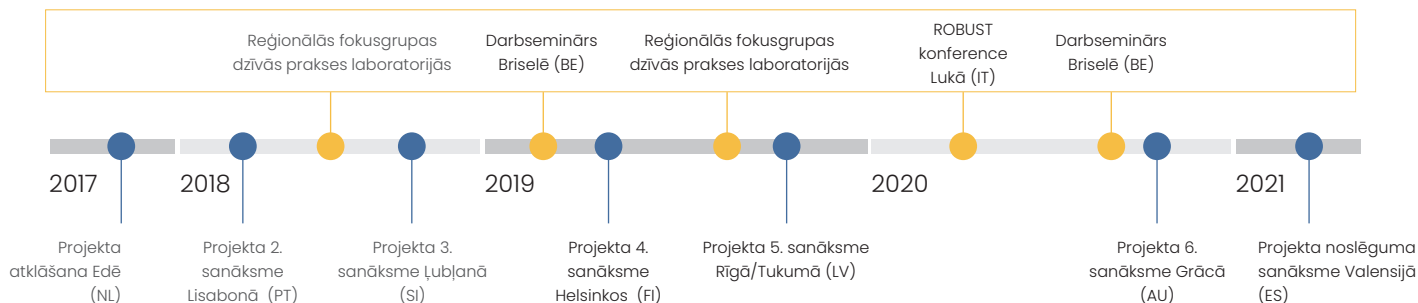 Reģionālās fokusgrupas
dzīvās prakses laboratorijās
Darbseminārs
Briselē (BE)
Reģionālās fokusgrupas
dzīvās prakses laboratorijās
ROBUST
konference
Lukā (IT)
Darbseminārs
Briselē (BE)
2017
2018
2019
2020
2021
Projekta
atklāšana Edē
(NL)
Projekta 2.
sanāksme
Lisabonā (PT)
Projekta 3.
sanāksme Ļubļanā
(SI)
Projekta 4.
sanāksme
Helsinkos (FI)
Projekta 5. sanāksme
Rīgā/Tukumā (LV)
Projekta 6.
sanāksme Grācā
(AU)
Projekta noslēguma
sanāksme Valensijā
(ES)